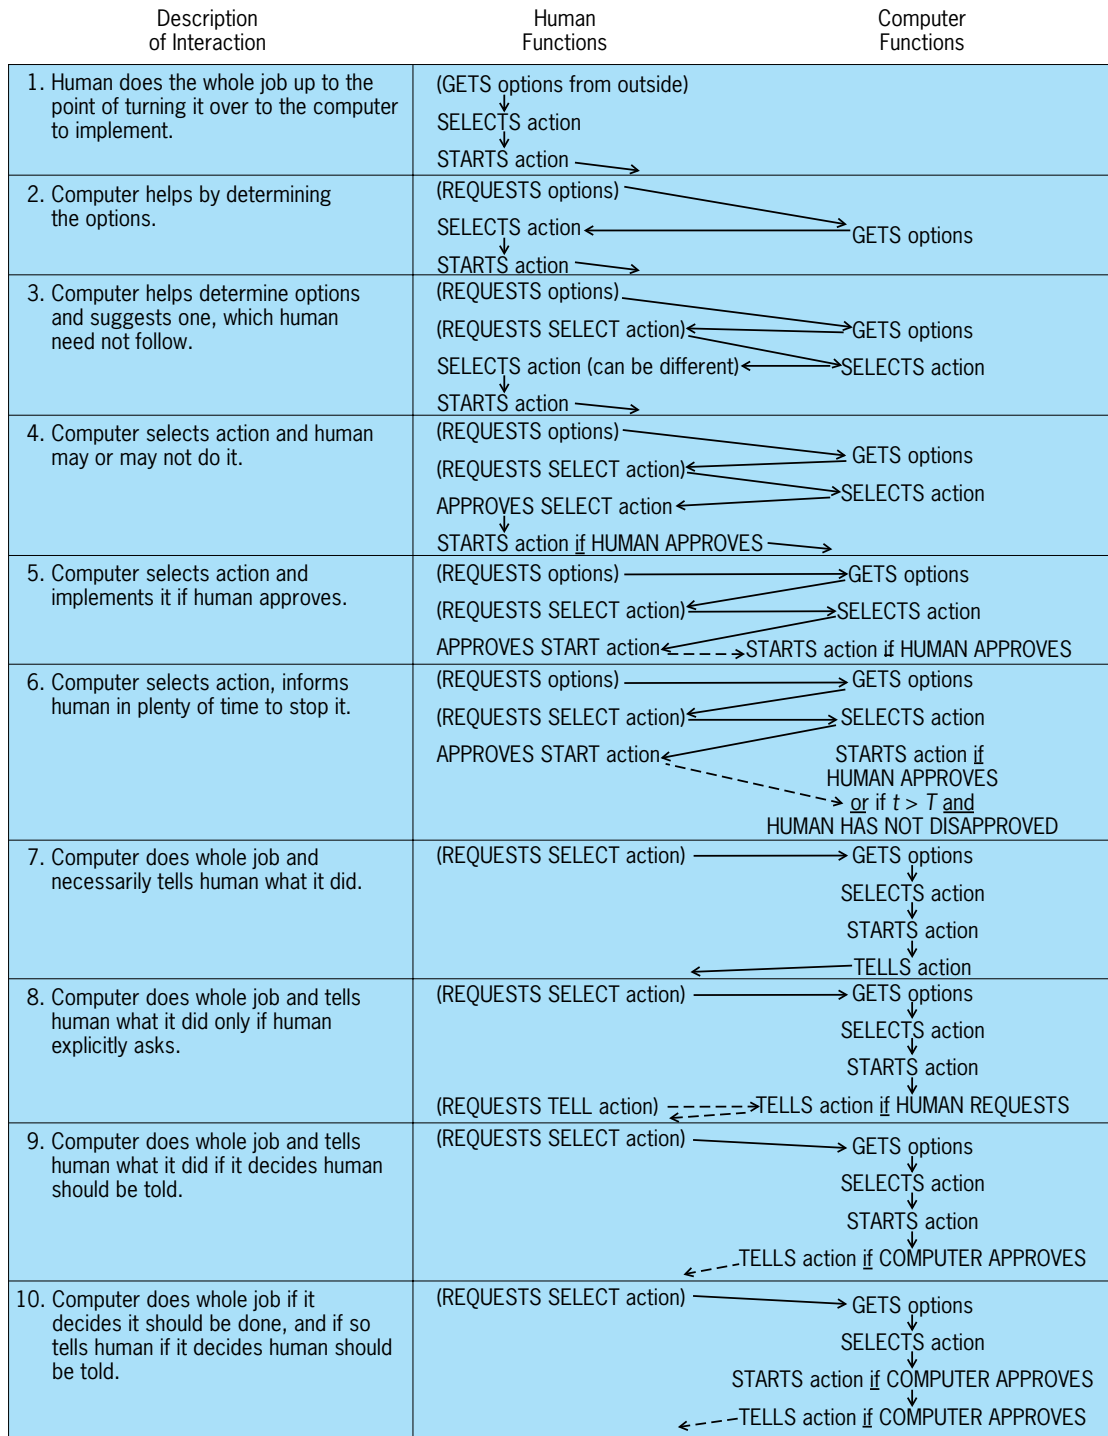 Description
of Interaction
Human
Functions
Computer
Functions
1. Human does the whole job up to the
point of turning it over to the computer
to implement.
(GETS options from outside)
SELECTS action
STARTS action
2. Computer helps by determining
the options.
(REQUESTS options)
SELECTS action
GETS options
STARTS action
3. Computer helps determine options
and suggests one, which human
need not follow.
(REQUESTS options)
(REQUESTS SELECT action)
GETS options
SELECTS action (can be different)
SELECTS action
STARTS action
4. Computer selects action and human
may or may not do it.
(REQUESTS options)
GETS options
(REQUESTS SELECT action)
SELECTS action
APPROVES SELECT action
STARTS action if HUMAN APPROVES
5. Computer selects action and
implements it if human approves.
(REQUESTS options)
GETS options
(REQUESTS SELECT action)
SELECTS action
APPROVES START action
STARTS action if HUMAN APPROVES
6. Computer selects action, informs
human in plenty of time to stop it.
(REQUESTS options)
GETS options
(REQUESTS SELECT action)
SELECTS action
APPROVES START action
STARTS action if
HUMAN APPROVES
or if t > T and
HUMAN HAS NOT DISAPPROVED
7. Computer does whole job and
necessarily tells human what it did.
(REQUESTS SELECT action)
GETS options
SELECTS action
STARTS action
TELLS action
8. Computer does whole job and tells
human what it did only if human
explicitly asks.
(REQUESTS SELECT action)
GETS options
SELECTS action
STARTS action
(REQUESTS TELL action)
TELLS action if HUMAN REQUESTS
9. Computer does whole job and tells
human what it did if it decides human
should be told.
(REQUESTS SELECT action)
GETS options
SELECTS action
STARTS action
TELLS action if COMPUTER APPROVES
10. Computer does whole job if it
decides it should be done, and if so
tells human if it decides human should
be told.
(REQUESTS SELECT action)
GETS options
SELECTS action
STARTS action if COMPUTER APPROVES
TELLS action if COMPUTER APPROVES